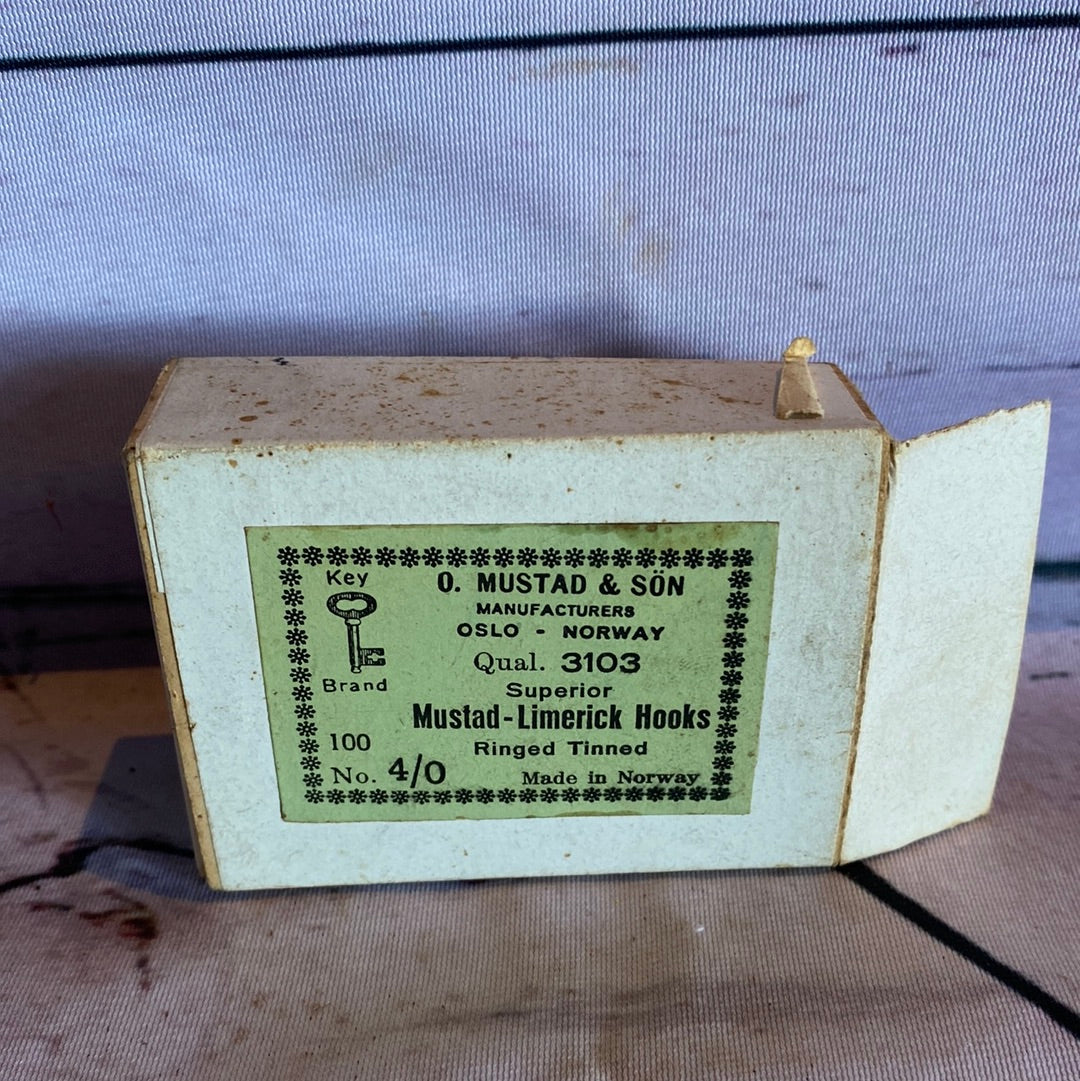 Key
Brand
O. MUSTAD & SÖN
MANUFACTURERS
OSLO - NORWAY
Qual. 3103
Superior
Mustad-Limerick Hooks
Ringed Tinned
100
No. 4/0
Made in Norway